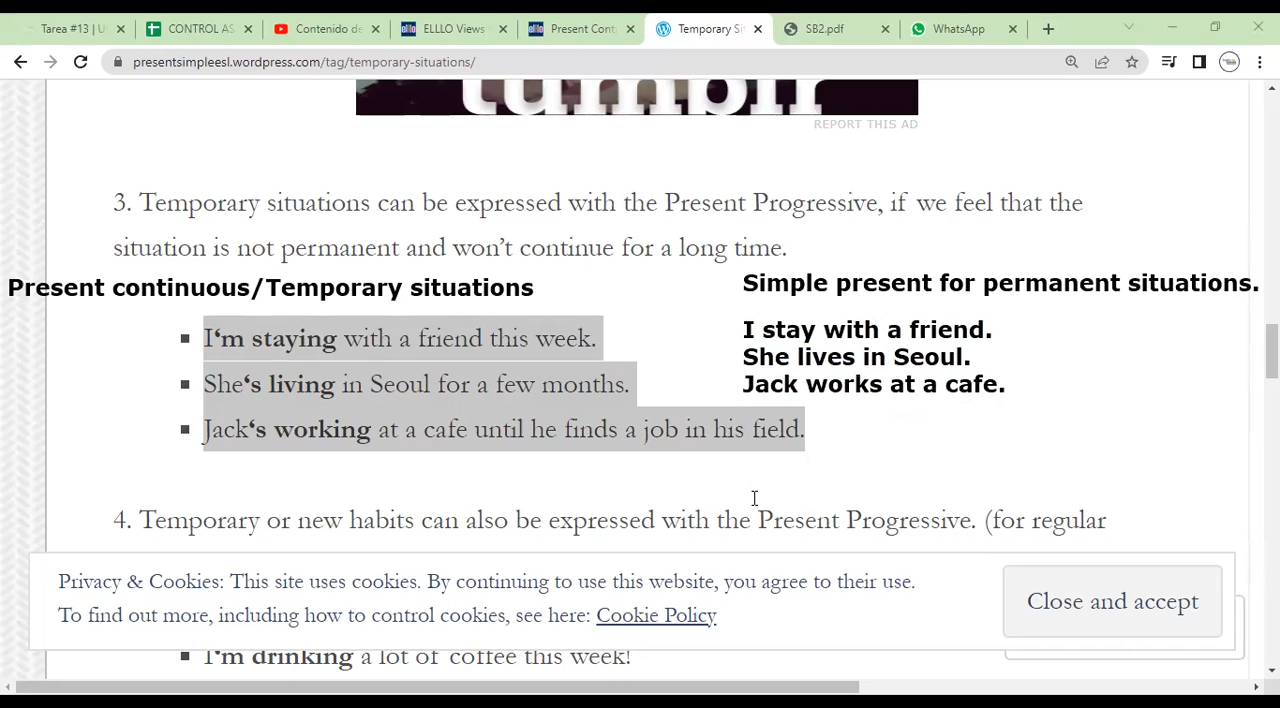 Tarea #13 | U
CONTROL AS
Contenido de
ELLLO Views
Present Cont
Temporary Si
SB2.pdf
WhatsApp
presentsimpleesl.wordpress.com/tag/temporary-situations/
tumblr
REPORT THIS AD
3. Temporary situations can be expressed with the Present Progressive, if we feel that the
situation is not permanent and won’t continue for a long time.
Present continuous/Temporary situations
Simple present for permanent situations.
I‘m staying with a friend this week.
She‘s living in Seoul for a few months.
Jack‘s working at a cafe until he finds a job in his field.
I stay with a friend.
She lives in Seoul.
Jack works at a cafe.
4. Temporary or new habits can also be expressed with the Present Progressive. (for regular
Privacy & Cookies: This site uses cookies. By continuing to use this website, you agree to their use.
To find out more, including how to control cookies, see here: Cookie Policy
Close and accept
I‘m drinking a lot of coffee this week!